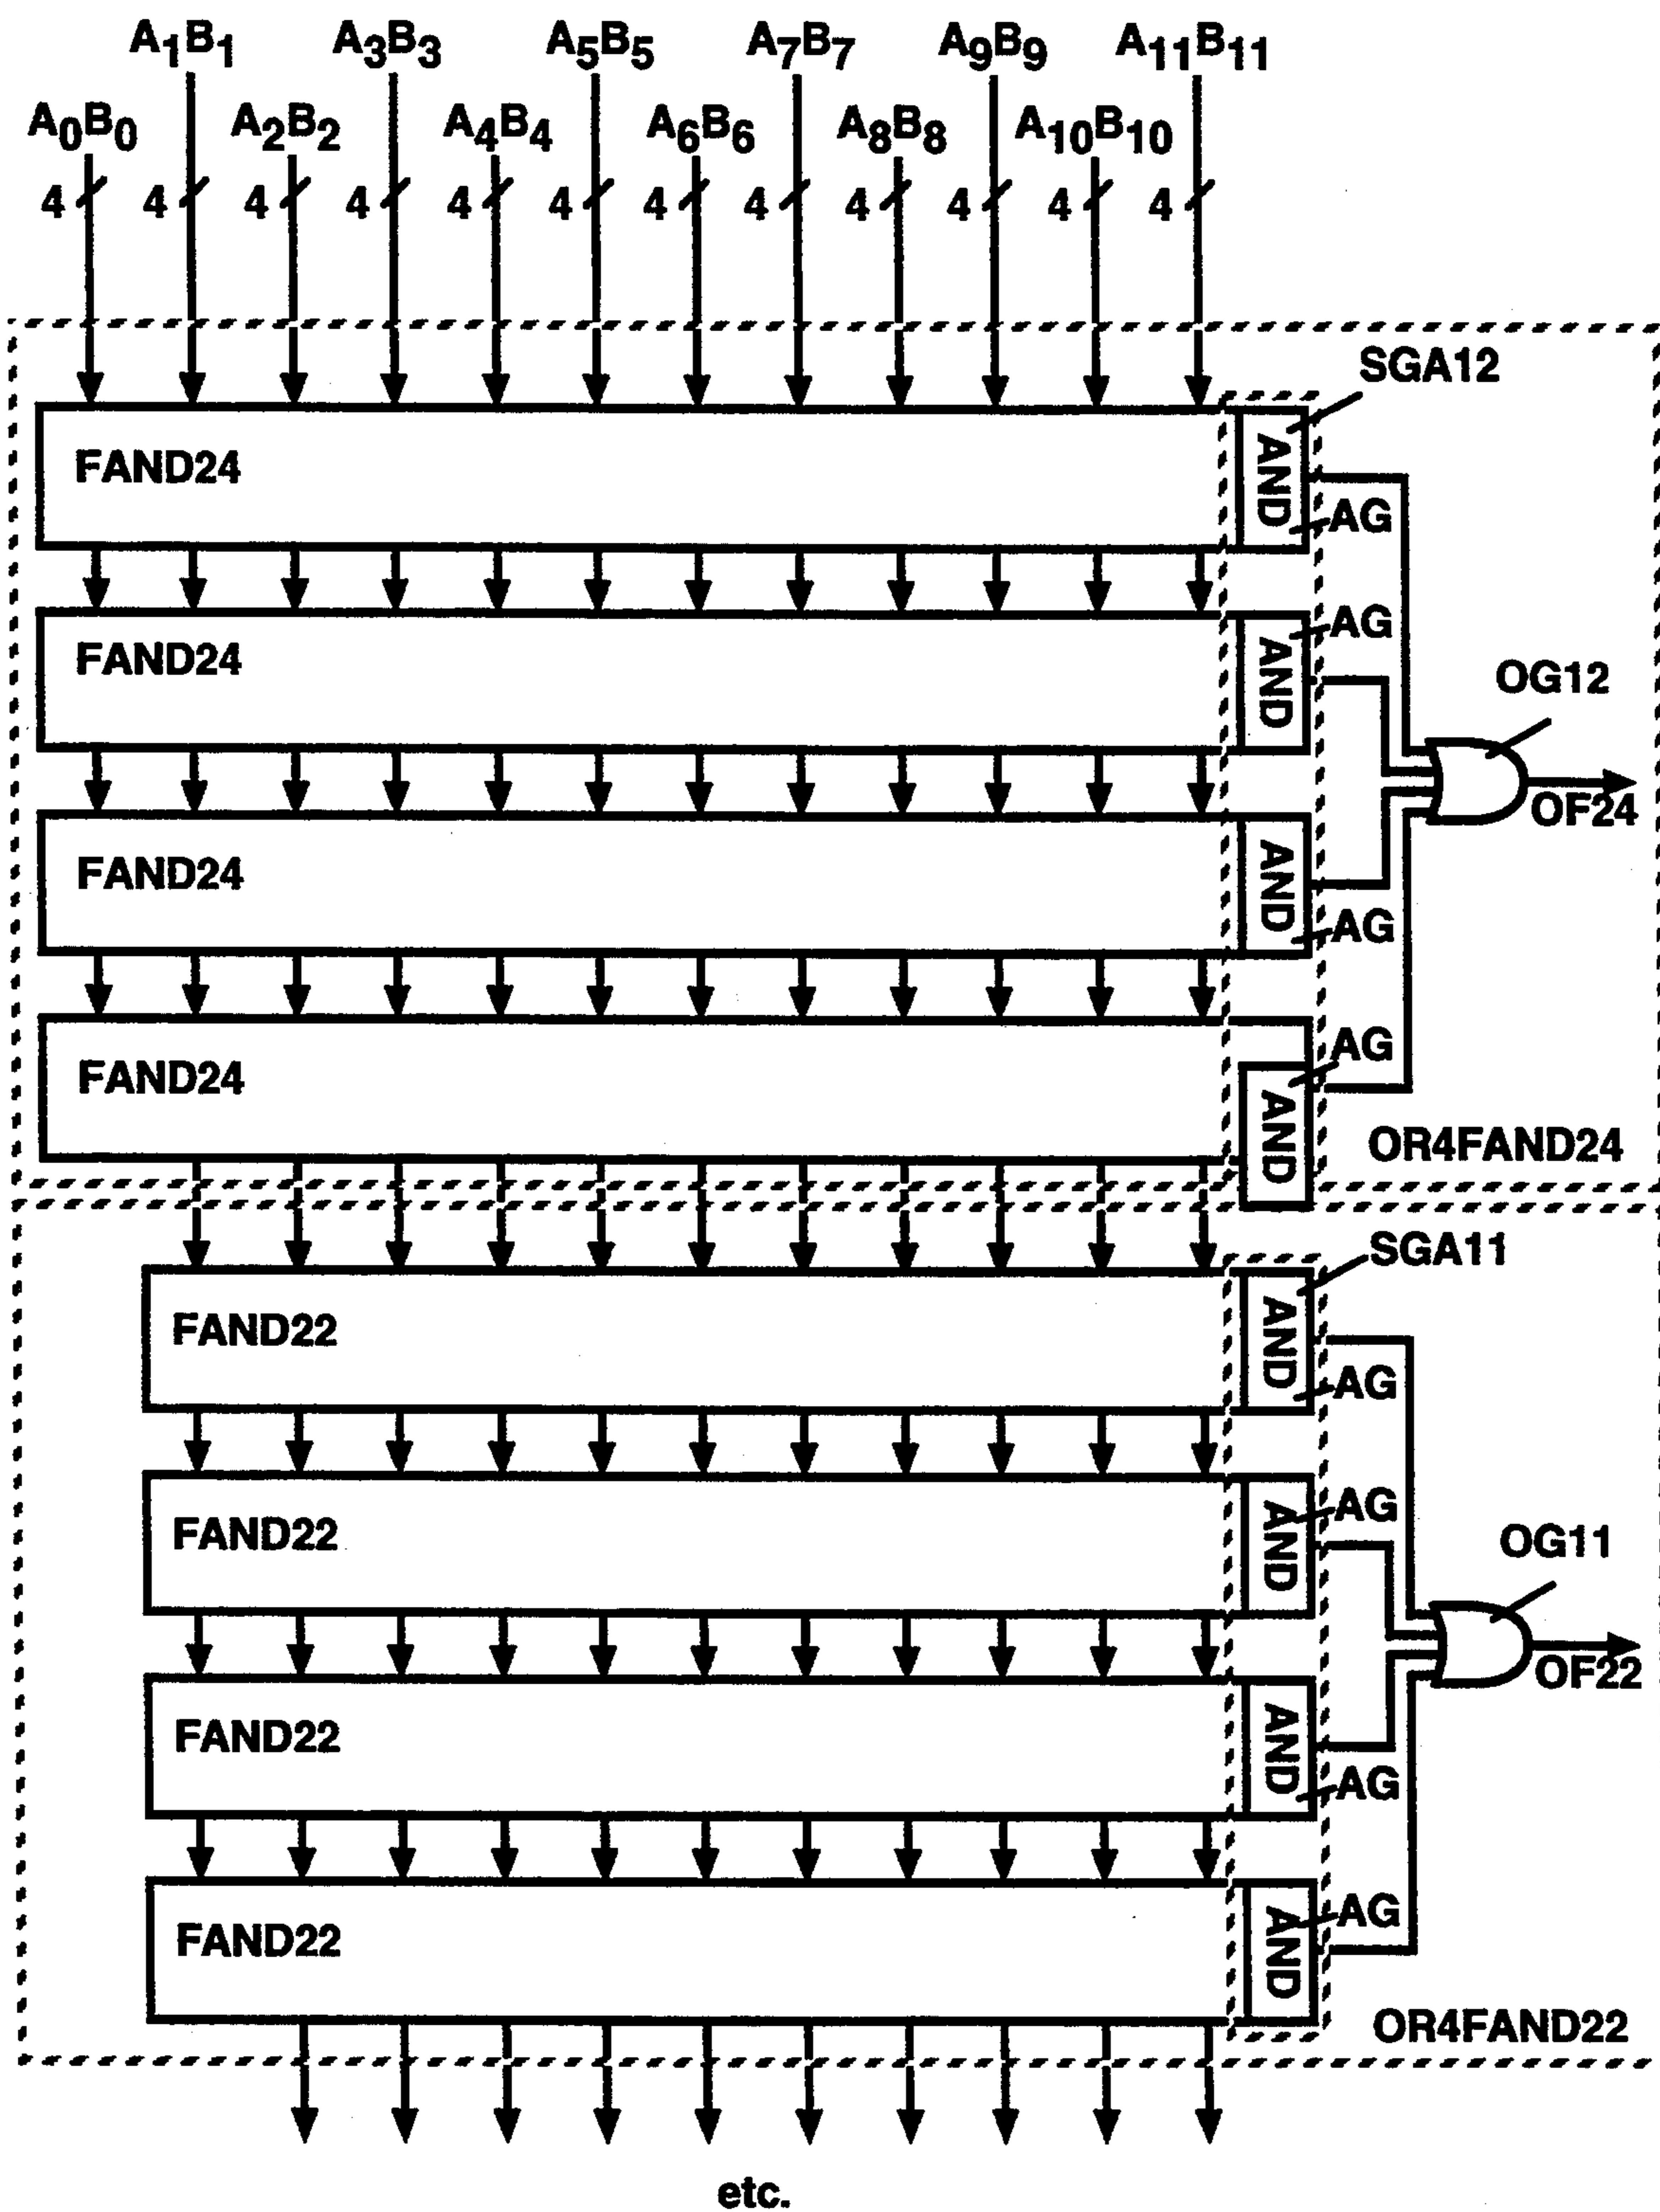 A1B1 A3B3 A5B5 A7B7 A9B9 A11B11
A0B0 A2B2 A4B4 A6B6 A8B8 A10B10
4 4 4 4 4 4 4 4 4 4 4 4
SGA12
FAND24 AND
AG
AG
FAND24 AND
OG12
OF24
FAND24 AND
AG
AG
FAND24 AND
OR4FAND24
SGA11
FAND22 AND
AG
AG
FAND22 AND
OG11
OF22
FAND22 AND
AG
AG
FAND22 AND
OR4FAND22
etc.